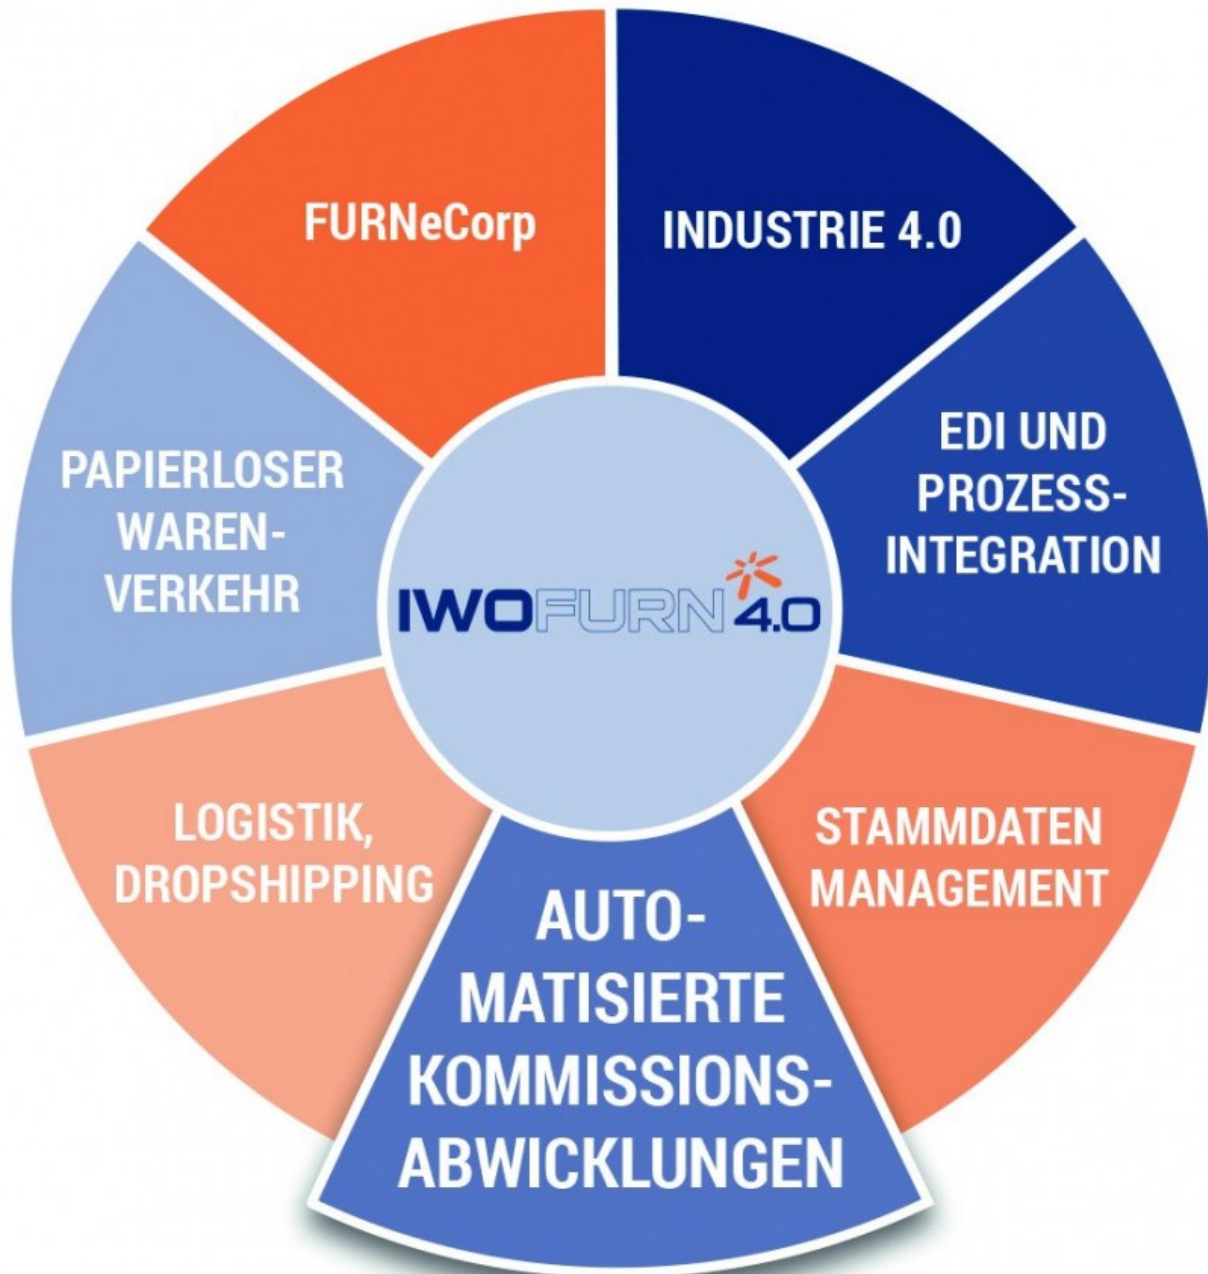 FURNeCorp
INDUSTRIE 4.0
EDI UND
PROZESS-
INTEGRATION
STAMMDATEN
MANAGEMENT
AUTO-
MATISIERTE
KOMMISSIONS-
ABWICKLUNGEN
LOGISTIK,
DROPSHIPPING
PAPIERLOSER
WAREN-
VERKEHR
IWOFURN 4.0